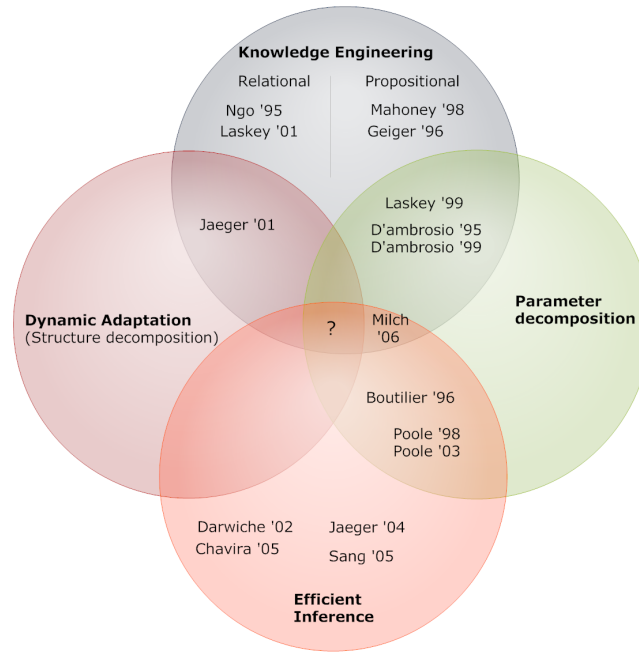 Knowledge Engineering
Relational
Propositional
Ngo '95
Laskey '01
Mahoney '98
Geiger '96
Laskey '99
D'ambrosio '95
D'ambrosio '99
Jaeger '01
Dynamic Adaptation
(Structure decomposition)
?
Milch
'06
Parameter
decomposition
Boutilier '96
Poole '98
Poole '03
Darwiche '02
Chavira '05
Jaeger '04
Sang '05
Efficient
Inference